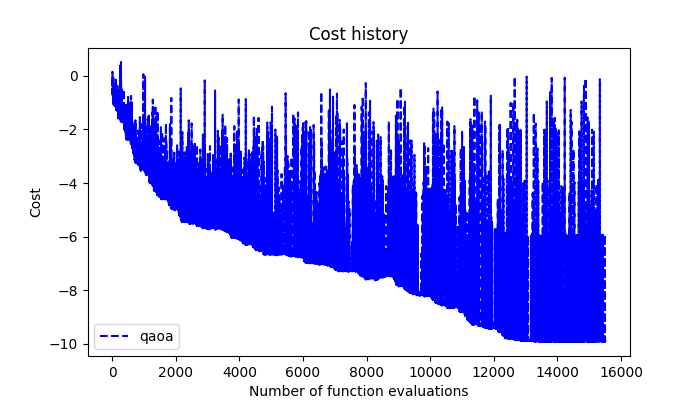 Cost history
0
−2
−4
−6
−8
−10
Cost
qaoa
0 2000 4000 6000 8000 10000 12000 14000 16000
Number of function evaluations